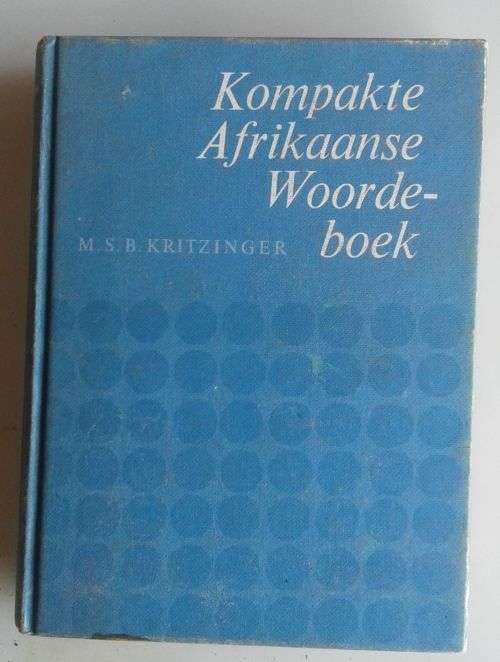 Kompakte
Afrikaanse
Woorde-
M. S. B. KRITZINGER boek